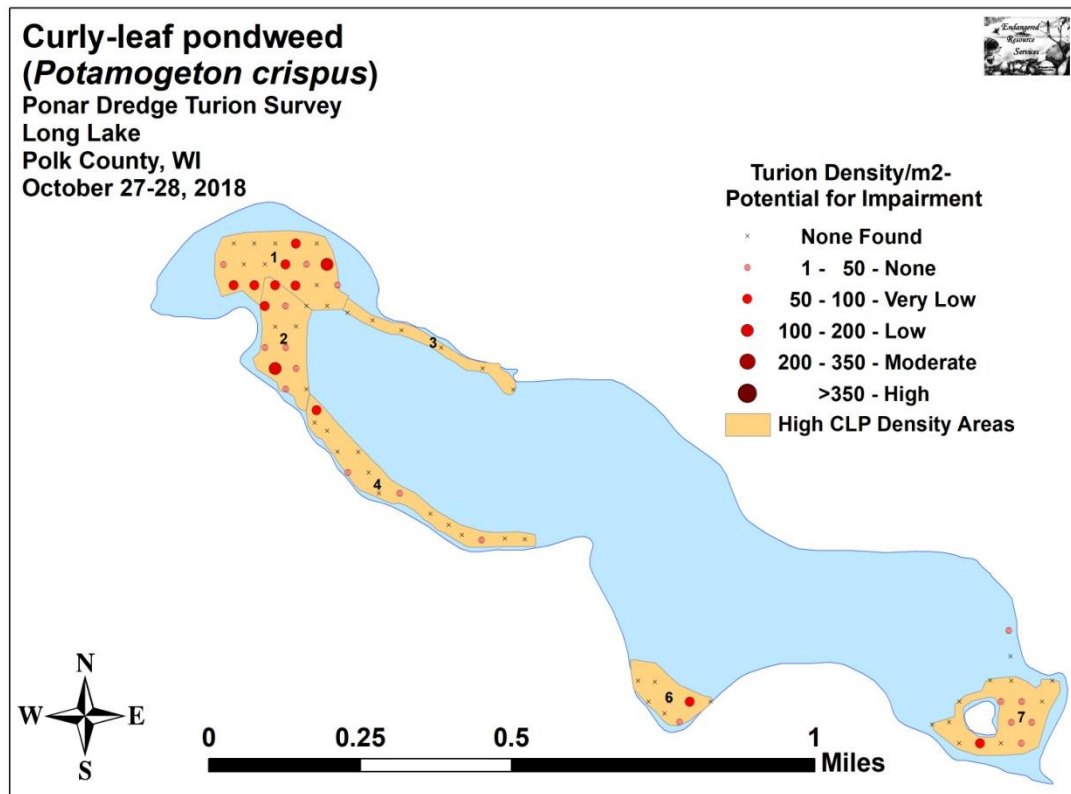 Curly-leaf pondweed
(Potamogeton crispus)
Ponar Dredge Turion Survey
Long Lake
Polk County, WI
October 27-28, 2018
Endangered
Resource
Services
Turion Density/m2-
Potential for Impairment
None Found
1 - 50 - None
50 - 100 - Very Low
100 - 200 - Low
200 - 350 - Moderate
>350 - High
High CLP Density Areas
1
2
3
4
6
7
N
W E
S
0 0.25 0.5 1
Miles